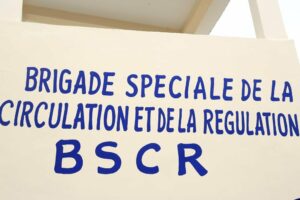 BRIGADE SPECIALE DE LA
CIRCULATION ET DE LA REGULATION
BSCR